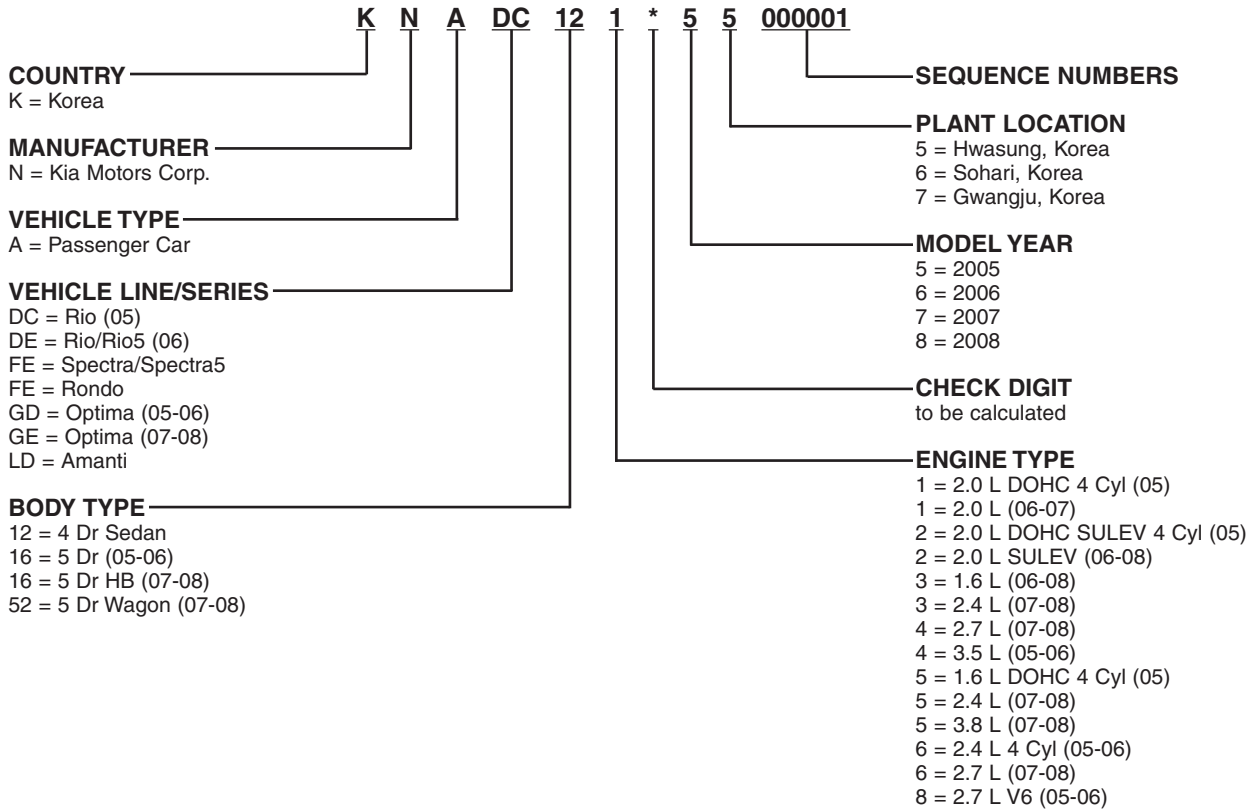 K N A DC 12 1 * 5 5 000001
COUNTRY
K = Korea
MANUFACTURER
N = Kia Motors Corp.
VEHICLE TYPE
A = Passenger Car
VEHICLE LINE/SERIES
DC = Rio (05)
DE = Rio/Rio5 (06)
FE = Spectra/Spectra5
FE = Rondo
GD = Optima (05-06)
GE = Optima (07-08)
LD = Amanti
BODY TYPE
12 = 4 Dr Sedan
16 = 5 Dr (05-06)
16 = 5 Dr HB (07-08)
52 = 5 Dr Wagon (07-08)
SEQUENCE NUMBERS
PLANT LOCATION
5 = Hwasung, Korea
6 = Sohari, Korea
7 = Gwangju, Korea
MODEL YEAR
5 = 2005
6 = 2006
7 = 2007
8 = 2008
CHECK DIGIT
to be calculated
ENGINE TYPE
1 = 2.0 L DOHC 4 Cyl (05)
1 = 2.0 L (06-07)
2 = 2.0 L DOHC SULEV 4 Cyl (05)
2 = 2.0 L SULEV (06-08)
3 = 1.6 L (06-08)
3 = 2.4 L (07-08)
4 = 2.7 L (07-08)
4 = 3.5 L (05-06)
5 = 1.6 L DOHC 4 Cyl (05)
5 = 2.4 L (07-08)
5 = 3.8 L (07-08)
6 = 2.4 L 4 Cyl (05-06)
6 = 2.7 L (07-08)
8 = 2.7 L V6 (05-06)